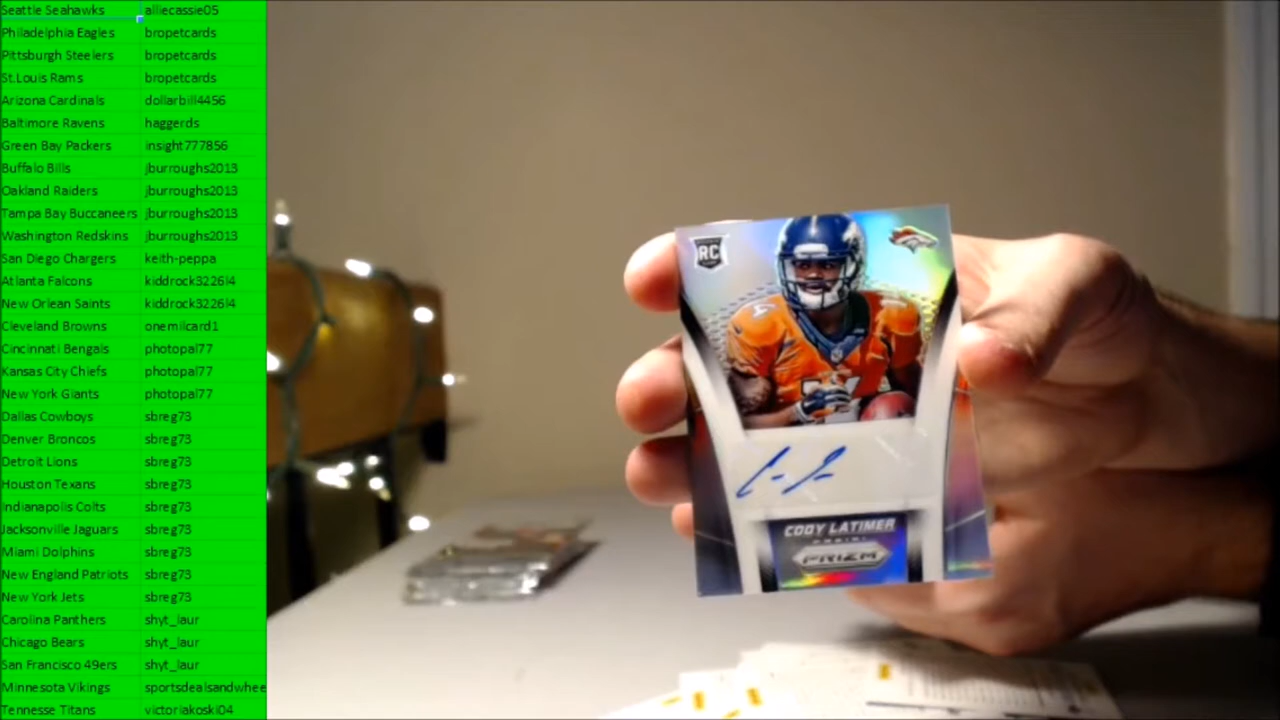 Seattle Seahawks alliecassie05
Philadelphia Eagles bropetcards
Pittsburgh Steelers bropetcards
St.Louis Rams bropetcards
Arizona Cardinals dollarbill4456
Baltimore Ravens haggerds
Green Bay Packers insight777856
Buffalo Bills jburroughs2013
Oakland Raiders jburroughs2013
Tampa Bay Buccaneers jburroughs2013
Washington Redskins jburroughs2013
San Diego Chargers keith-peppa
Atlanta Falcons kiddrock3226l4
New Orlean Saints kiddrock3226l4
Cleveland Browns onemilcard1
Cincinnati Bengals photopal77
Kansas City Chiefs photopal77
New York Giants photopal77
Dallas Cowboys sbreg73
Denver Broncos sbreg73
Detroit Lions sbreg73
Houston Texans sbreg73
Indianapolis Colts sbreg73
Jacksonville Jaguars sbreg73
Miami Dolphins sbreg73
New England Patriots sbreg73
New York Jets sbreg73
Carolina Panthers shyt_laur
Chicago Bears shyt_laur
San Francisco 49ers shyt_laur
Minnesota Vikings sportsdealsandwhee
Tennesse Titans victoriakoski04
RC
CODY LATIMER
PANINI
PRIZM